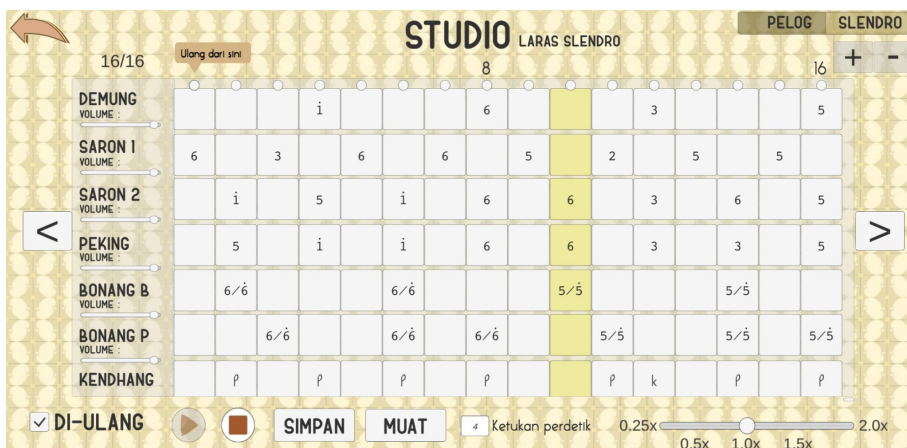 STUDIO LARAS SLENDRO
PELOG SLENDRO
16/16 Ulang dari sini 8 16 + -
DEMUNG i 6 3 5
VOLUME :
SARON 1 6 3 6 6 5 2 5 5
VOLUME :
SARON 2 i 5 i 6 6 3 6 5
VOLUME :
< >
PEKING 5 i i 6 6 3 3 5
VOLUME :
BONANG B 6/6̇ 6/6̇ 5/5̇ 5/5̇
VOLUME :
BONANG P 6/6̇ 6/6̇ 6/6̇ 5/5̇ 5/5̇ 5/5̇
VOLUME :
KENDHANG ρ ρ ρ ρ ρ k ρ ρ
DI-ULANG SIMPAN MUAT 4 Ketukan perdetik 0.25x 2.0x
0.5x 1.0x 1.5x